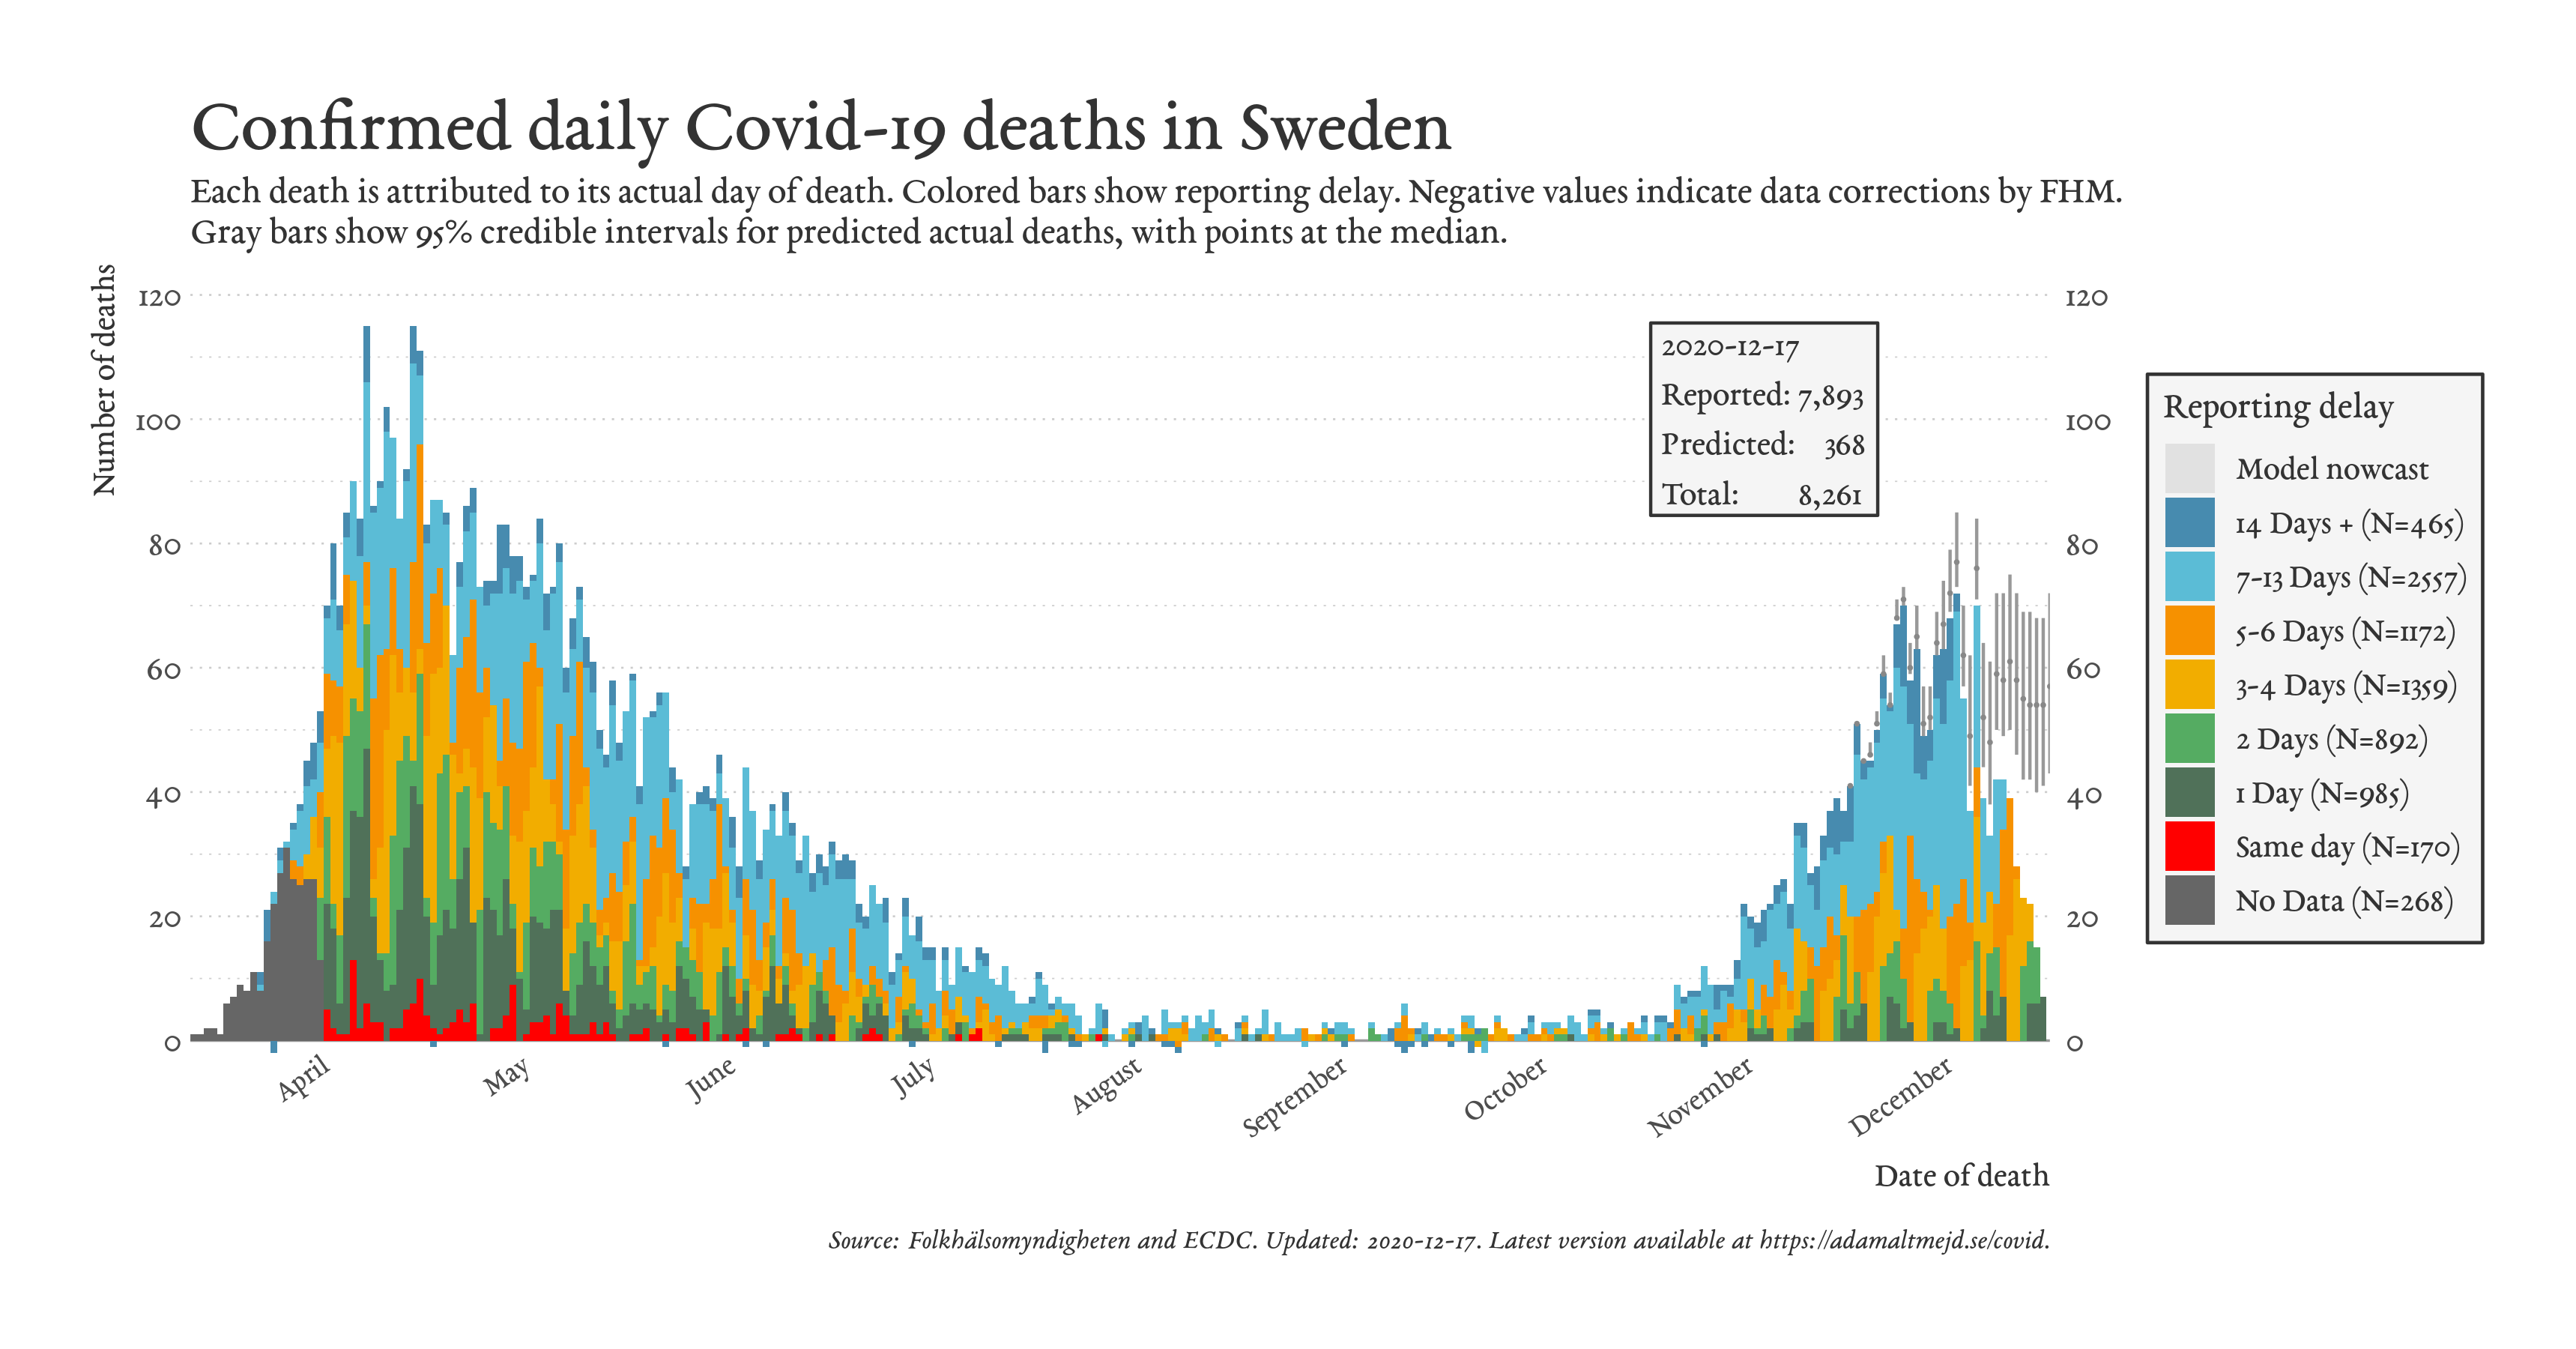 Confirmed daily Covid-19 deaths in Sweden
Each death is attributed to its actual day of death. Colored bars show reporting delay. Negative values indicate data corrections by FHM.
Gray bars show 95% credible intervals for predicted actual deaths, with points at the median.
Number of deaths
120
100
80
60
40
20
0
120
100
80
60
40
20
0
2020-12-17
Reported: 7,893
Predicted: 368
Total: 8,261
Reporting delay
Model nowcast
14 Days + (N=465)
7-13 Days (N=2557)
5-6 Days (N=1172)
3-4 Days (N=1359)
2 Days (N=892)
1 Day (N=985)
Same day (N=170)
No Data (N=268)
April
May
June
July
August
September
October
November
December
Date of death
Source: Folkhälsomyndigheten and ECDC. Updated: 2020-12-17. Latest version available at https://adamaltmejd.se/covid.